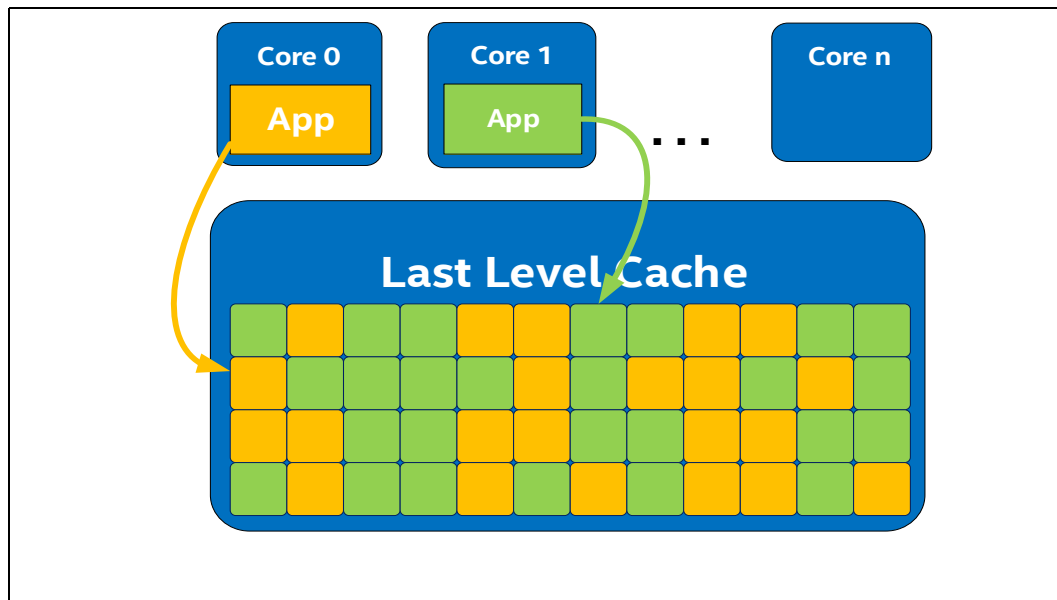 Core 0
Core 1
Core n
App
App
. . .
Last Level Cache